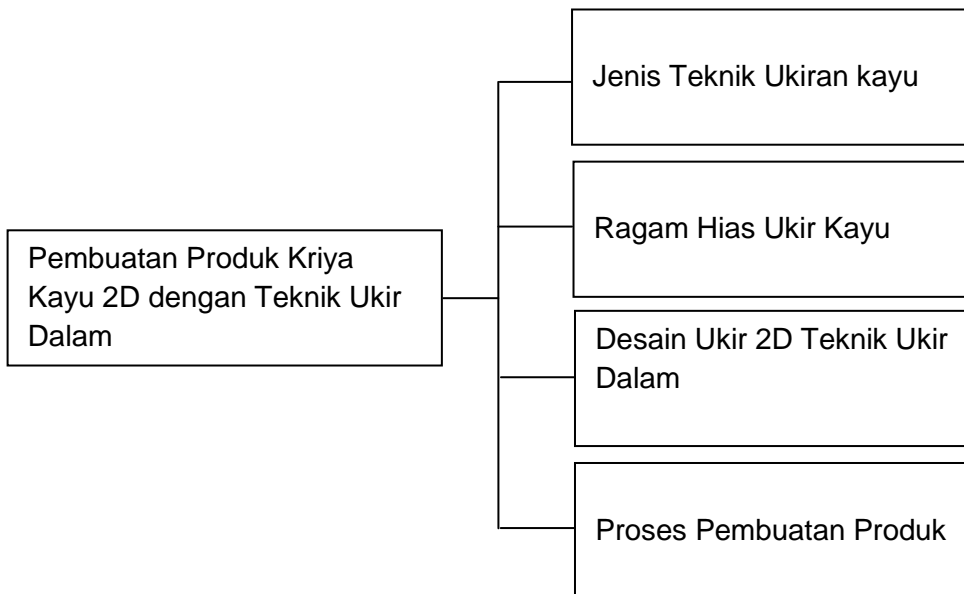 Jenis Teknik Ukiran kayu
Ragam Hias Ukir Kayu
Pembuatan Produk Kriya
Kayu 2D dengan Teknik Ukir
Dalam
Desain Ukir 2D Teknik Ukir
Dalam
Proses Pembuatan Produk